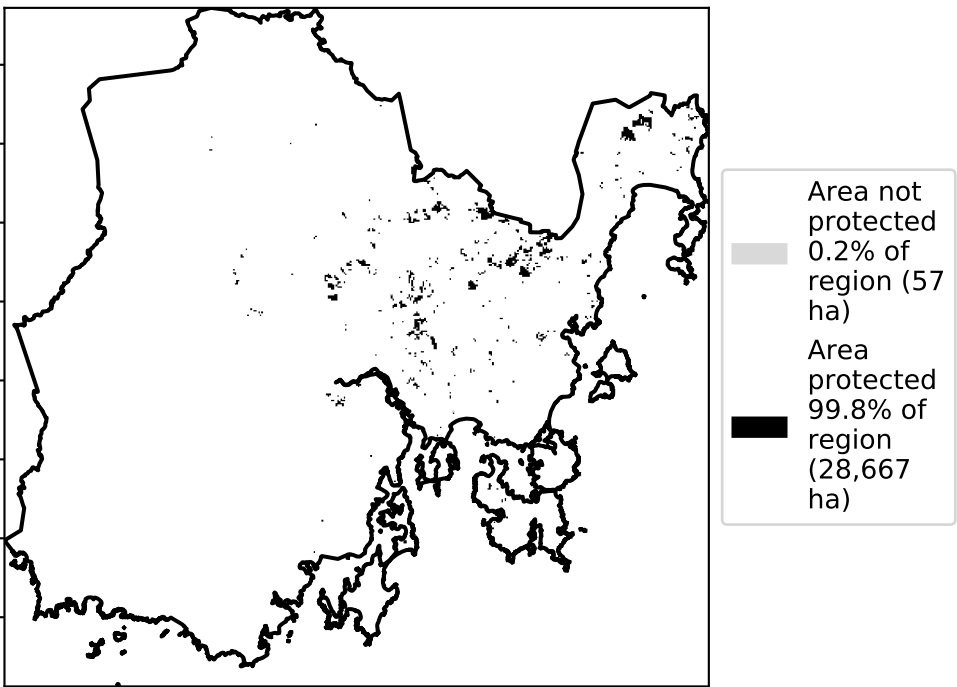 Area not
protected
0.2% of
region (57
ha)
Area
protected
99.8% of
region
(28,667
ha)